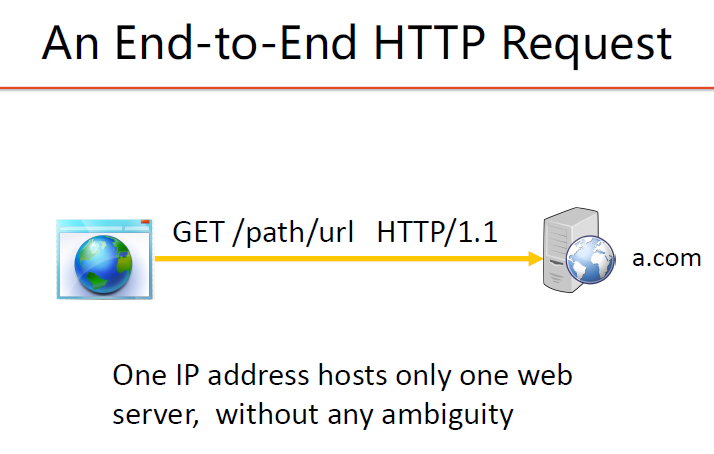 An End-to-End HTTP Request
GET /path/url HTTP/1.1
a.com
One IP address hosts only one web
server, without any ambiguity